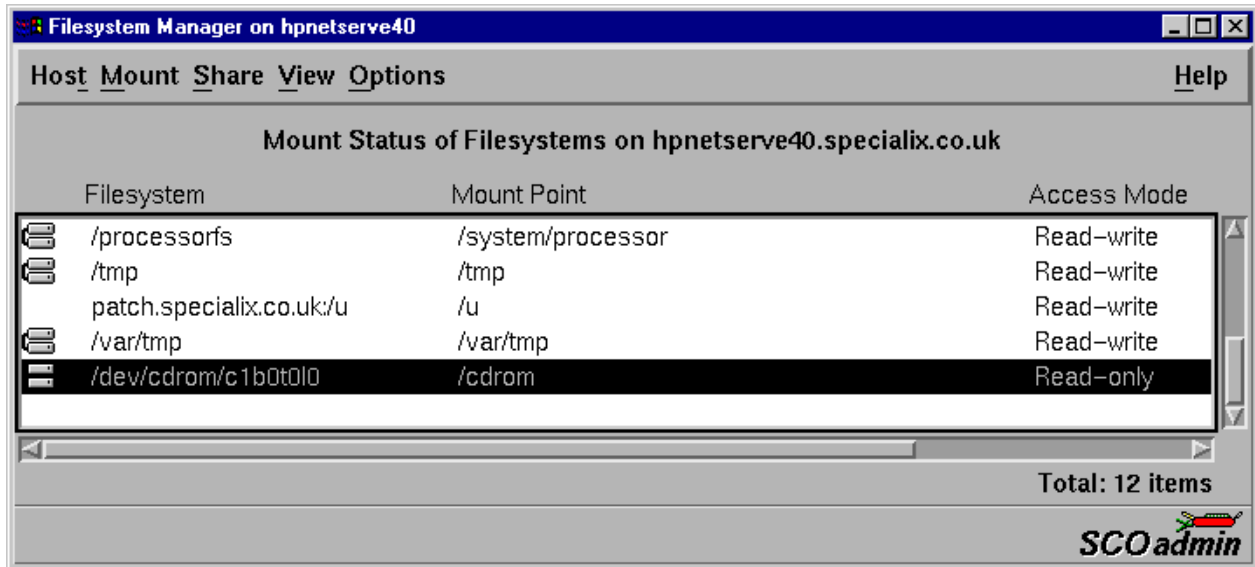 Filesystem Manager on hpnetserve40
Host Mount Share View Options Help
Mount Status of Filesystems on hpnetserve40.specialix.co.uk
Filesystem Mount Point Access Mode
/processorfs /system/processor Read-write
/tmp /tmp Read-write
patch.specialix.co.uk:/u /u Read-write
/var/tmp /var/tmp Read-write
/dev/cdrom/c1b0t0l0 /cdrom Read-only
Total: 12 items
SCOadmin